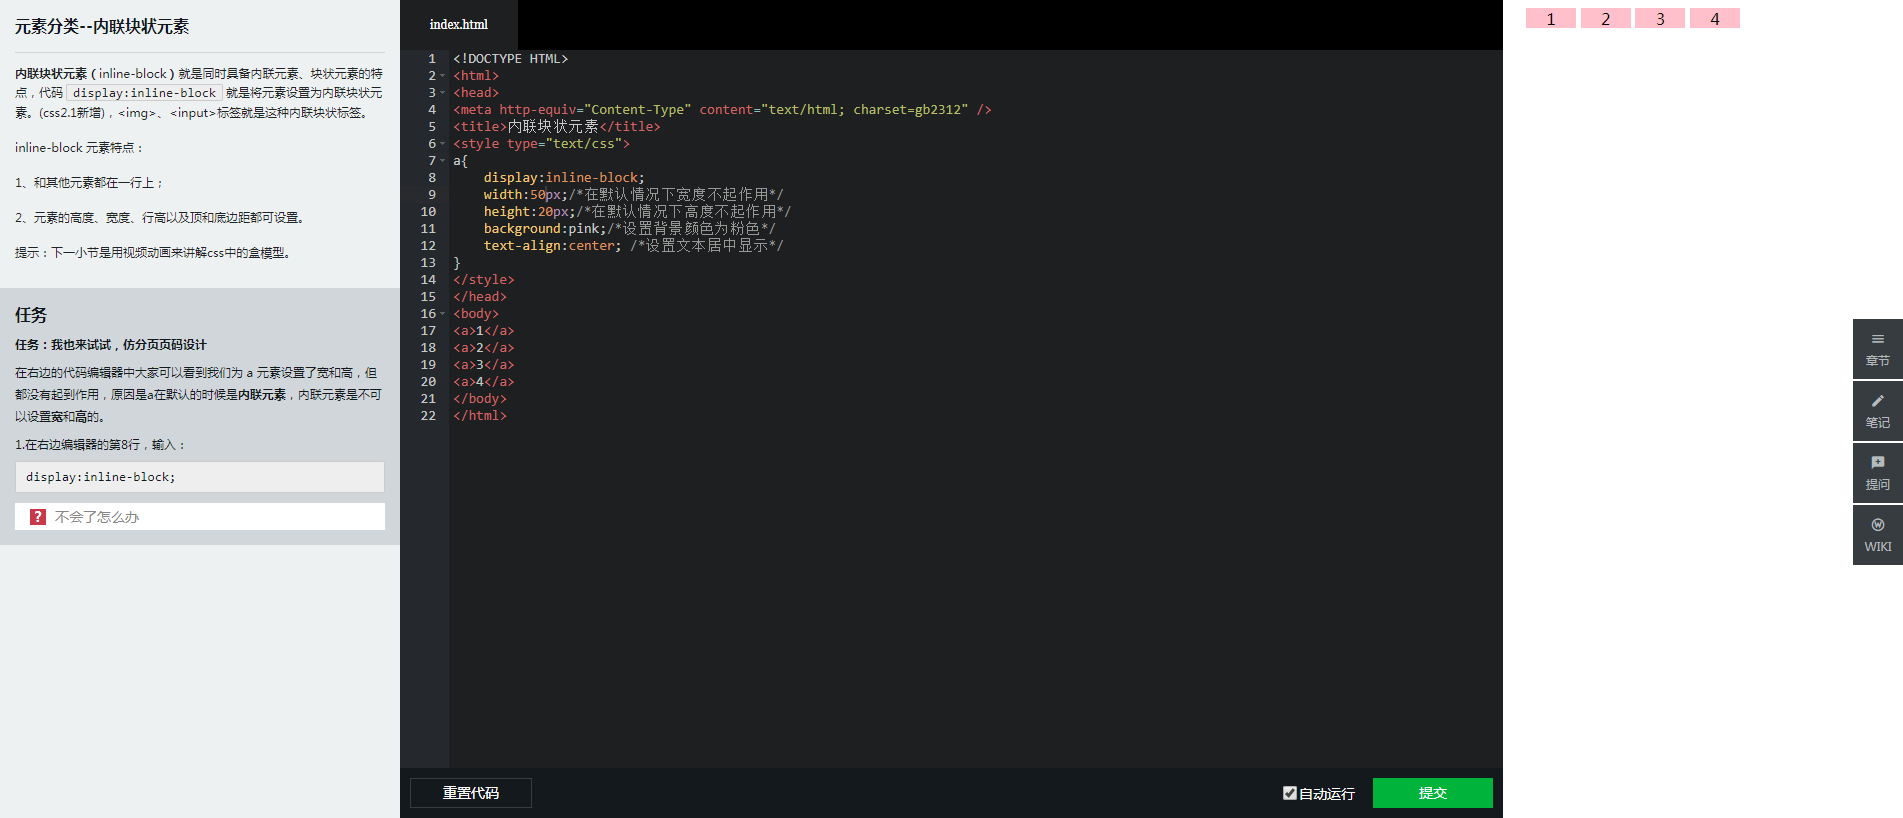 元素分类--内联块状元素
内联块状元素（inline-block）就是同时具备内联元素、块状元素的特
点，代码 display:inline-block 就是将元素设置为内联块状元
素。(css2.1新增)，<img>、<input>标签就是这种内联块状标签。
inline-block 元素特点：
1、和其他元素都在一行上；
2、元素的高度、宽度、行高以及顶和底边距都可设置。
提示：下一小节是用视频动画来讲解css中的盒模型。
任务
任务：我也来试试，仿分页页码设计
在右边的代码编辑器中大家可以看到我们为 a 元素设置了宽和高，但
都没有起到作用，原因是a在默认的时候是内联元素，内联元素是不可
以设置宽和高的。
1.在右边编辑器的第8行，输入：
display:inline-block;
? 不会了怎么办
index.html
1 <!DOCTYPE HTML>
2 <html>
3 <head>
4 <meta http-equiv="Content-Type" content="text/html; charset=gb2312" />
5 <title>内联块状元素</title>
6 <style type="text/css">
7 a{
8 display:inline-block;
9 width:50px;/*在默认情况下宽度不起作用*/
10 height:20px;/*在默认情况下高度不起作用*/
11 background:pink;/*设置背景颜色为粉色*/
12 text-align:center; /*设置文本居中显示*/
13 }
14 </style>
15 </head>
16 <body>
17 <a>1</a>
18 <a>2</a>
19 <a>3</a>
20 <a>4</a>
21 </body>
22 </html>
重置代码
自动运行
提交
1 2 3 4
章节
笔记
提问
WIKI